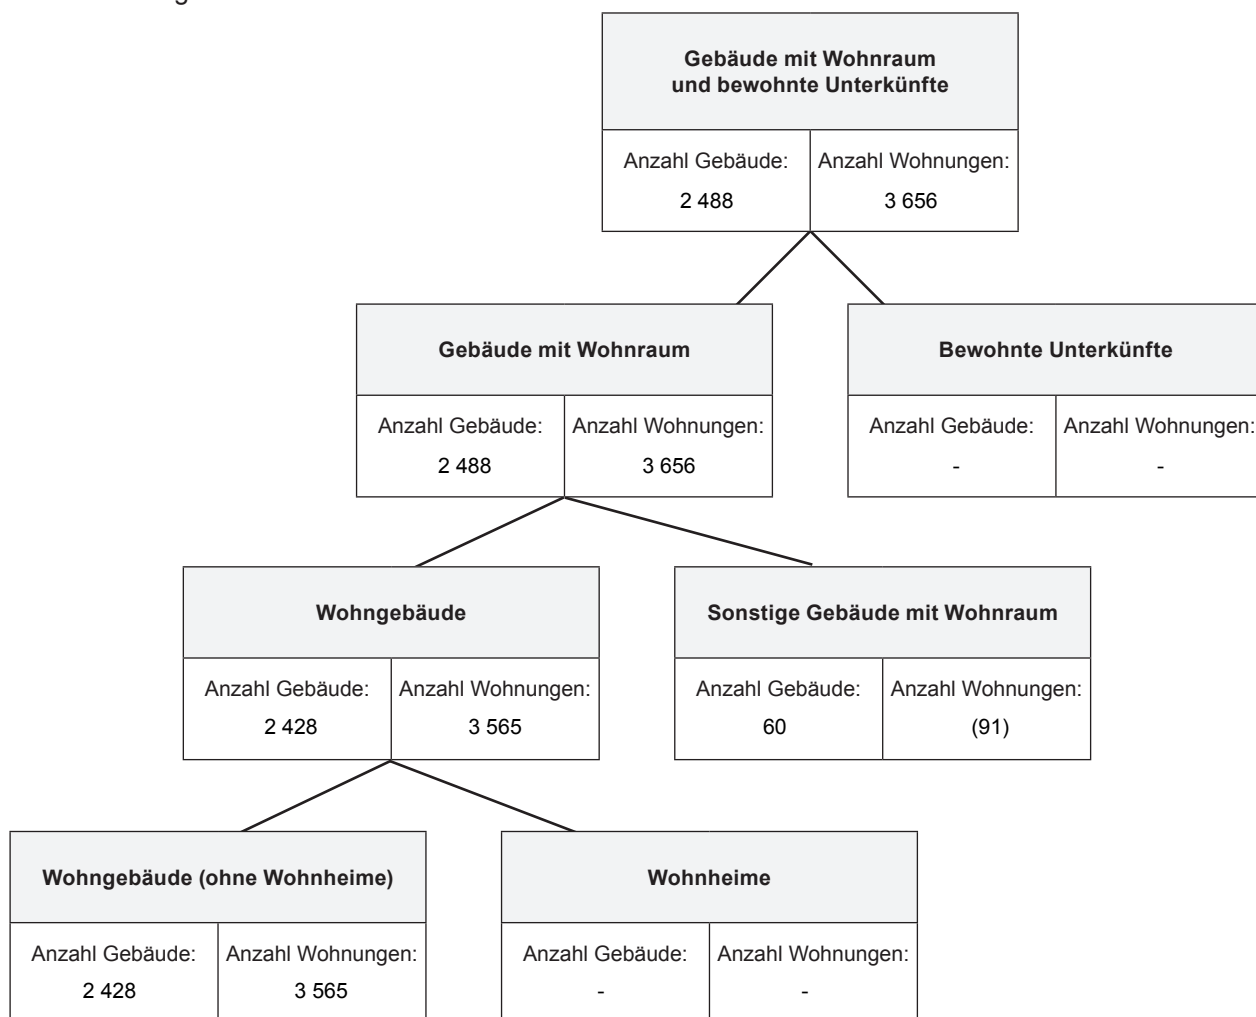 Gebäude mit Wohnraum
und bewohnte Unterkünfte
Anzahl Gebäude: Anzahl Wohnungen:
2 488 3 656
Gebäude mit Wohnraum Bewohnte Unterkünfte
Anzahl Gebäude: Anzahl Wohnungen: Anzahl Gebäude: Anzahl Wohnungen:
2 488 3 656 - -
Wohngebäude Sonstige Gebäude mit Wohnraum
Anzahl Gebäude: Anzahl Wohnungen: Anzahl Gebäude: Anzahl Wohnungen:
2 428 3 565 60 (91)
Wohngebäude (ohne Wohnheime) Wohnheime
Anzahl Gebäude: Anzahl Wohnungen: Anzahl Gebäude: Anzahl Wohnungen:
2 428 3 565 - -